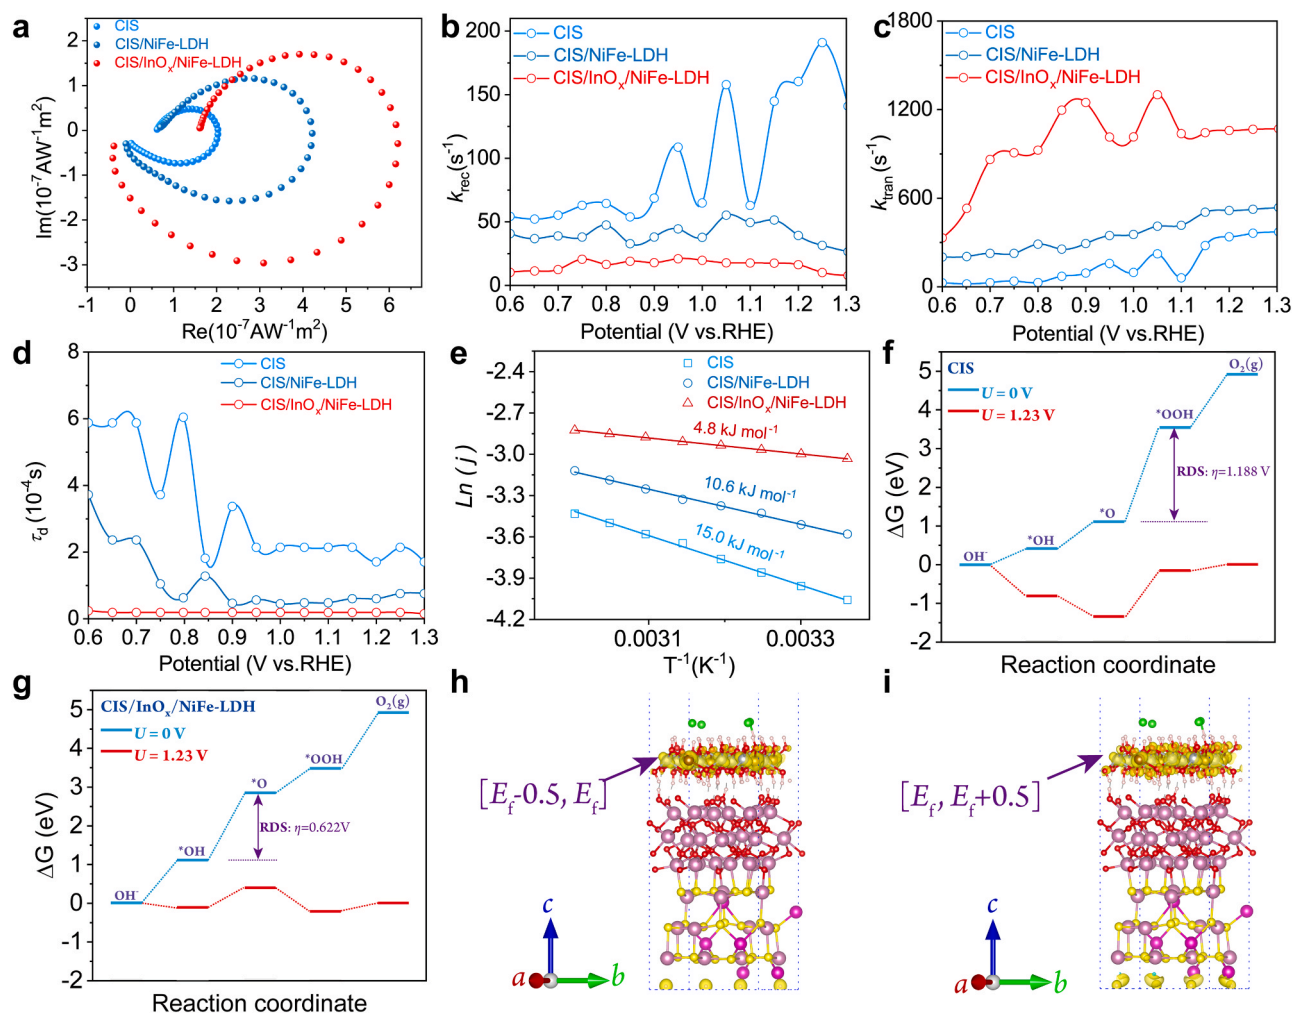 a
CIS
CIS/NiFe-LDH
CIS/InOx/NiFe-LDH
2
1
0
-1
-2
-3
Im(10⁻⁷AW⁻¹m²)
-1 0 1 2 3 4 5 6
Re(10⁻⁷AW⁻¹m²)
b
CIS
CIS/NiFe-LDH
CIS/InOx/NiFe-LDH
200
150
100
50
0
krec(s⁻¹)
0.6 0.7 0.8 0.9 1.0 1.1 1.2 1.3
Potential (V vs.RHE)
c
CIS
CIS/NiFe-LDH
CIS/InOx/NiFe-LDH
1800
1200
600
0
ktran(s⁻¹)
0.6 0.7 0.8 0.9 1.0 1.1 1.2 1.3
Potential (V vs.RHE)
d
CIS
CIS/NiFe-LDH
CIS/InOx/NiFe-LDH
8
6
4
2
0
τd (10⁻⁴s)
0.6 0.7 0.8 0.9 1.0 1.1 1.2 1.3
Potential (V vs.RHE)
e
CIS
CIS/NiFe-LDH
CIS/InOx/NiFe-LDH
4.8 kJ mol⁻¹
10.6 kJ mol⁻¹
15.0 kJ mol⁻¹
-2.4
-2.7
-3.0
-3.3
-3.6
-3.9
-4.2
Ln (j)
0.0031 0.0033
T⁻¹(K⁻¹)
f
CIS
U = 0 V
U = 1.23 V
O₂(g)
*OOH
RDS: η=1.188 V
*O
*OH
OH⁻
5
4
3
2
1
0
-1
-2
ΔG (eV)
Reaction coordinate
g
CIS/InOx/NiFe-LDH
U = 0 V
U = 1.23 V
O₂(g)
*OOH
*O
RDS: η=0.622V
*OH
OH⁻
5
4
3
2
1
0
-1
-2
ΔG (eV)
Reaction coordinate
h
[Ef-0.5, Ef]
c
a
b
i
[Ef, Ef+0.5]
c
a
b